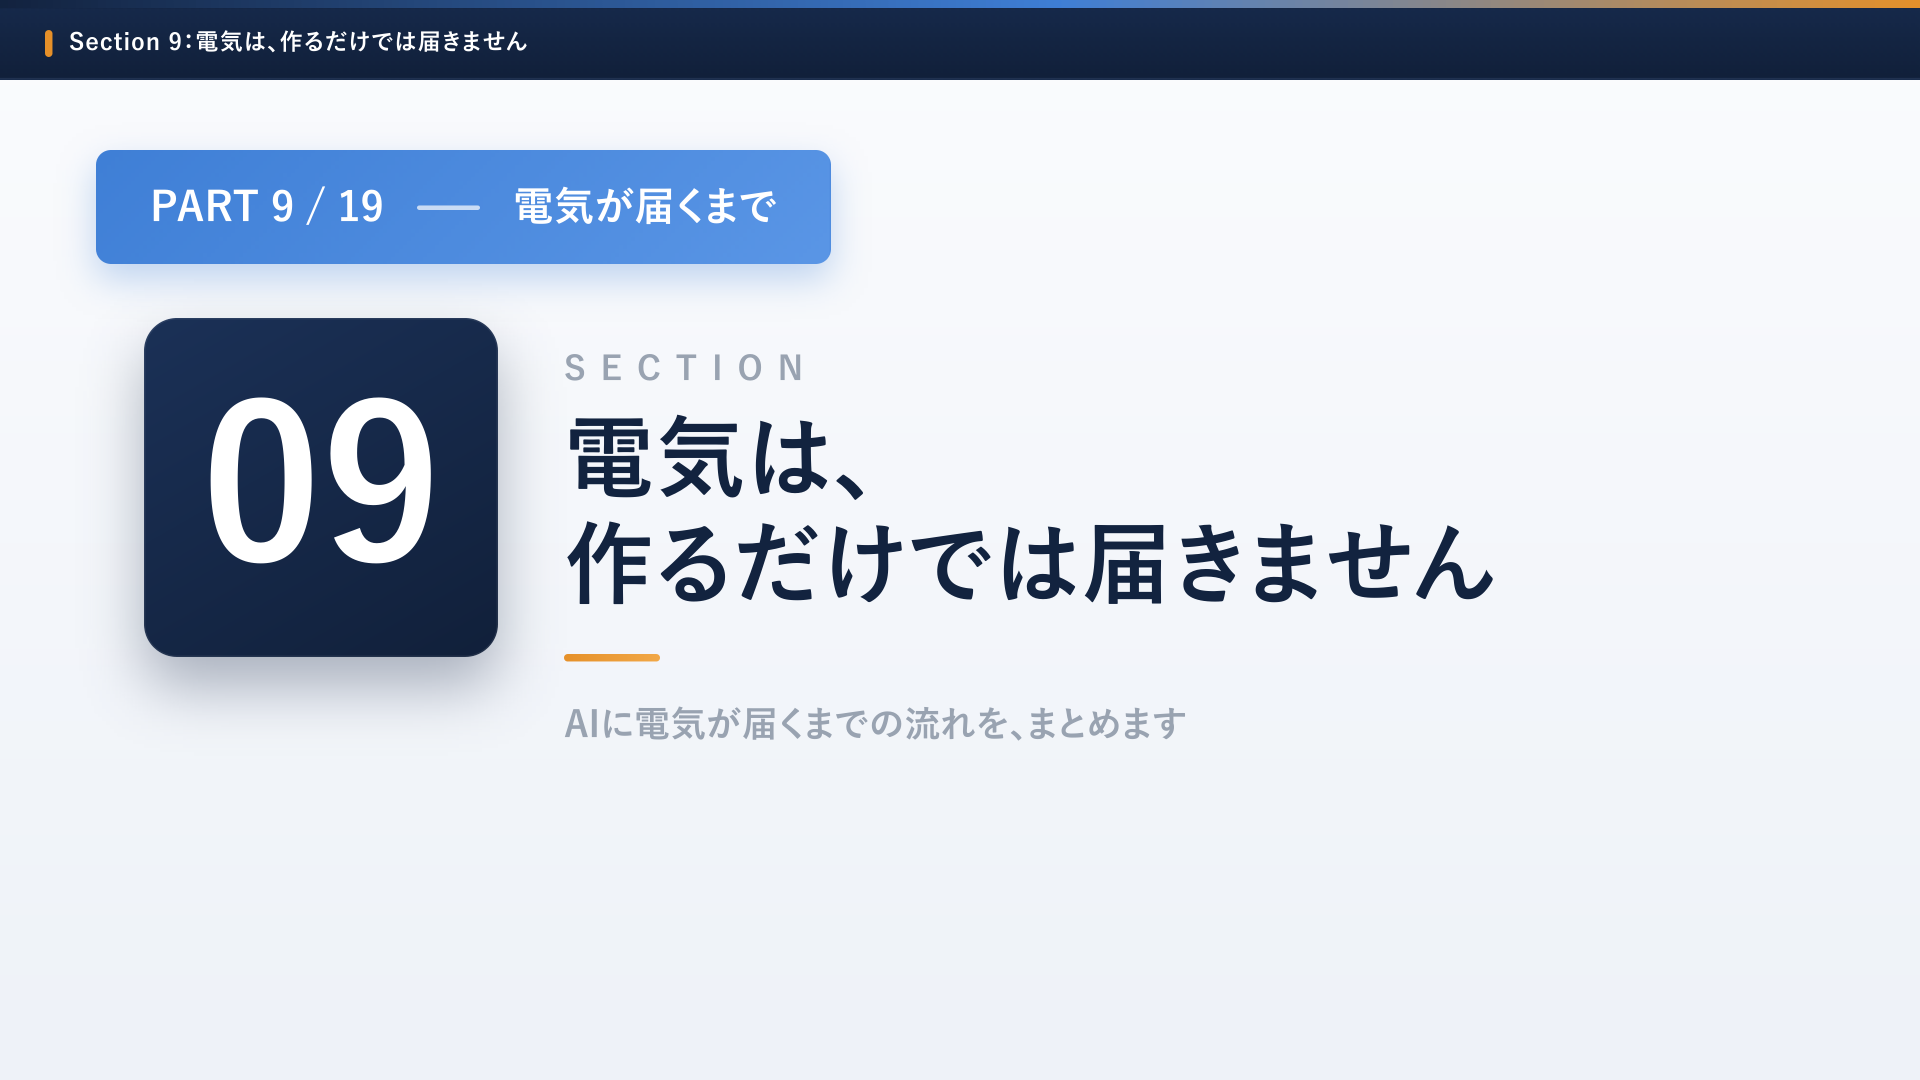 Section 9：電気は、作るだけでは届きません
PART 9 / 19 — 電気が届くまで
09
SECTION
電気は、
作るだけでは届きません
AIに電気が届くまでの流れを、まとめます